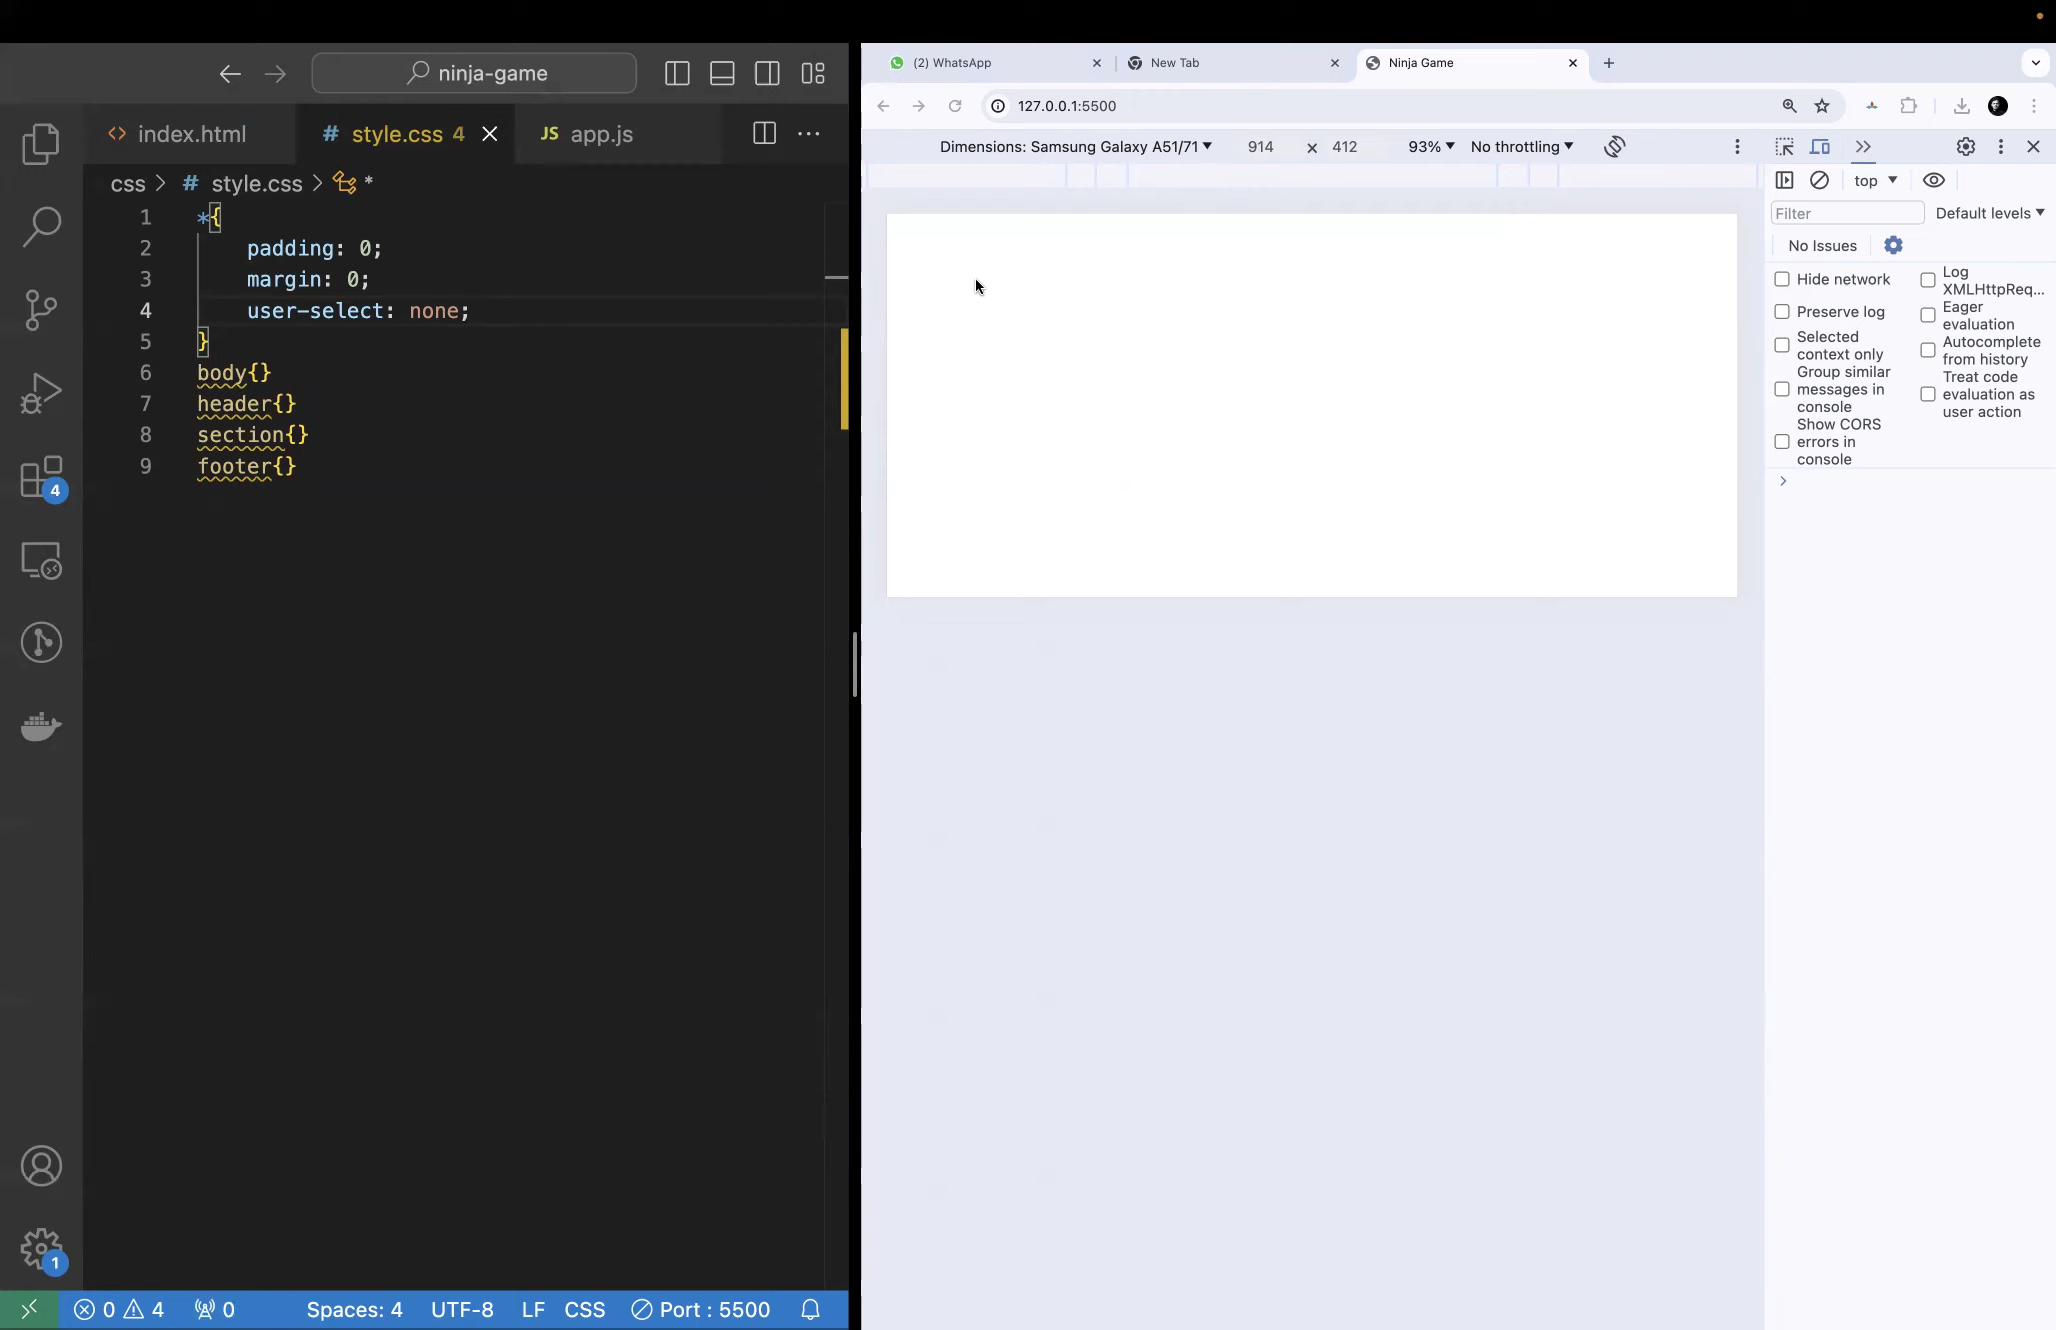 ninja-game
<> index.html
# style.css 4
JS app.js
css > # style.css > *
1 *{
2 padding: 0;
3 margin: 0;
4 user-select: none;
5 }
6 body{}
7 header{}
8 section{}
9 footer{}
4
1
0 4 0 Spaces: 4 UTF-8 LF CSS Port : 5500
(2) WhatsApp
New Tab
Ninja Game
127.0.0.1:5500
Dimensions: Samsung Galaxy A51/71 914 × 412 93% No throttling
top
Filter
Default levels
No Issues
Hide network
Preserve log
Selected
context only
Group similar
messages in
console
Show CORS
errors in
console
Log
XMLHttpReq...
Eager
evaluation
Autocomplete
from history
Treat code
evaluation as
user action